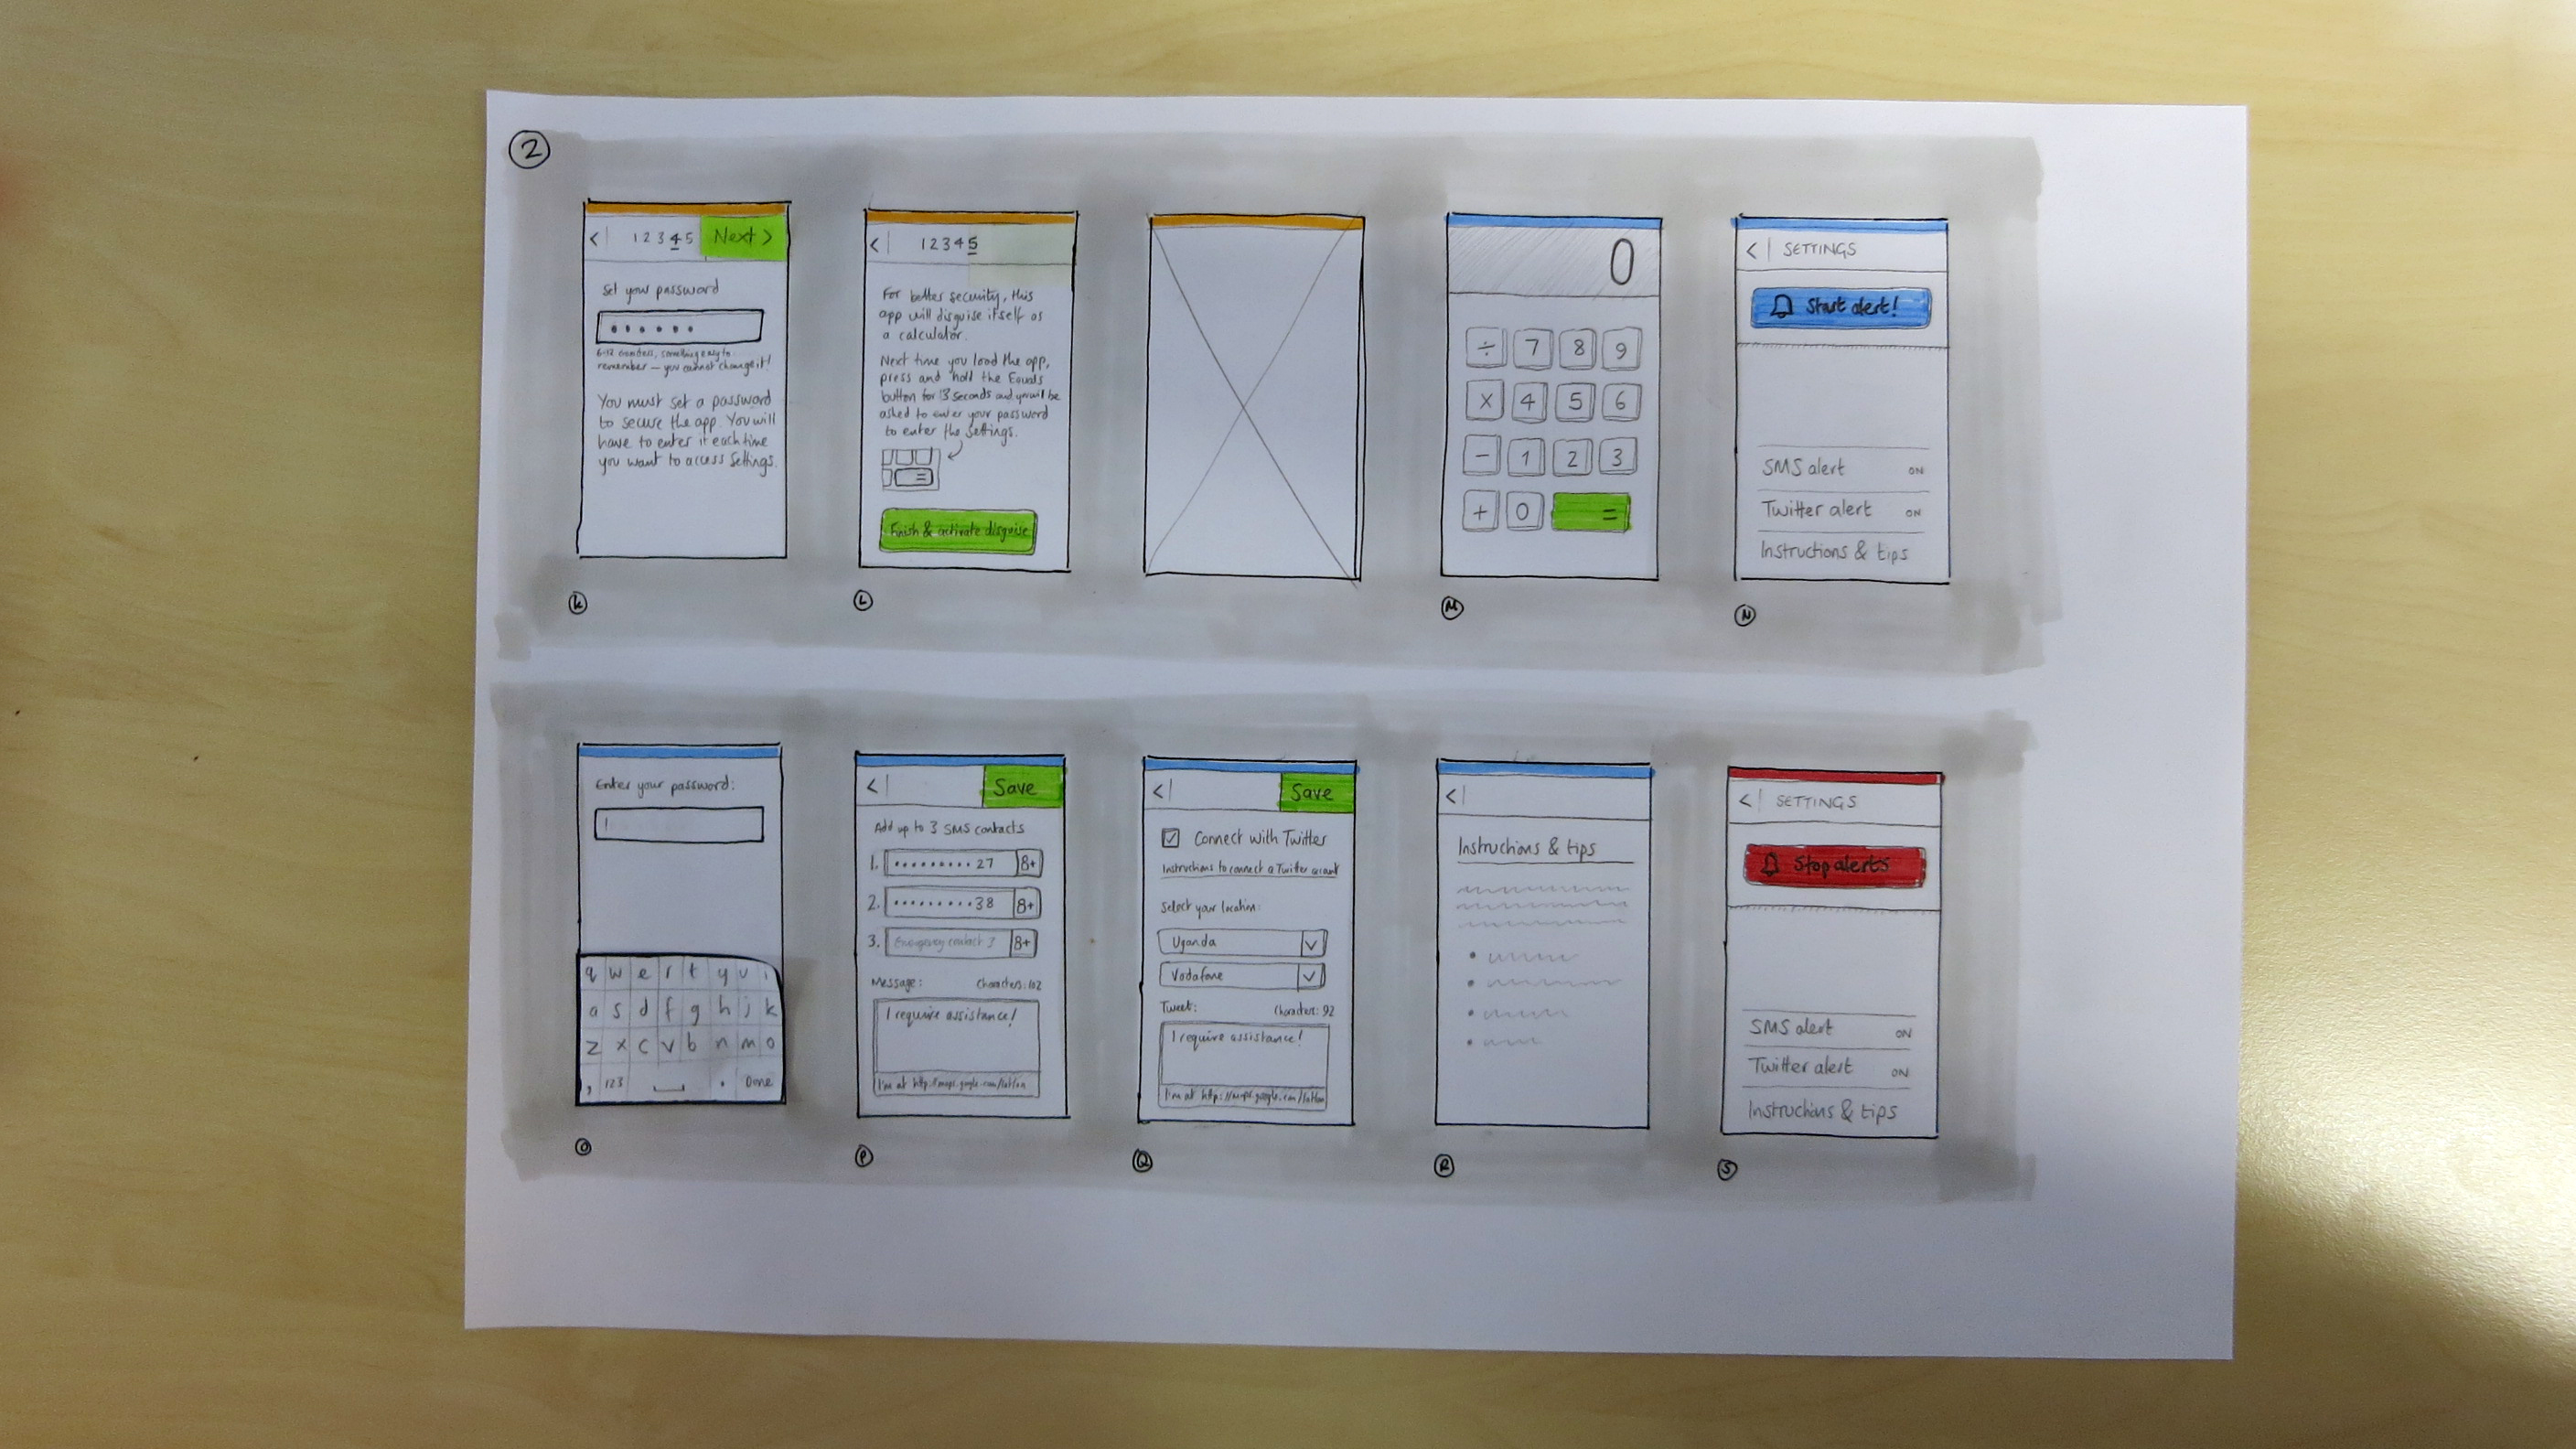 2
< 1 2 3 4 5 Next >
Set your password
• • • • • •
6-12 characters, something easy to
remember — you cannot change it!
You must set a password
to secure the app. You will
have to enter it each time
you want to access Settings.
K
< 1 2 3 4 5
For better security, this
app will disguise itself as
a calculator.
Next time you load the app,
press and hold the Equals
button for 3 seconds and you will be
asked to enter your password
to enter the Settings.
=
Finish & activate disguise
L
0
÷ 7 8 9
X 4 5 6
− 1 2 3
+ 0 =
M
< SETTINGS
Start alert!
SMS alert ON
Twitter alert ON
Instructions & tips
N
Enter your password:
q w e r t y u i
a s d f g h j k
z x c v b n m o
, 123 . Done
O
< Save
Add up to 3 SMS contacts
1. ••••••••• 27 8+
2. ••••••••• 38 8+
3. Emergency contact 3 8+
Message: Characters: 102
I require assistance!
I'm at http://maps.google.com/
P
< Save
Connect with Twitter
Instructions to connect a Twitter account
Select your location:
Uganda
Vodafone
Tweet: Characters: 92
I require assistance!
I'm at http://maps.google.com/
Q
<
Instructions & tips
R
< SETTINGS
Stop alerts
SMS alert ON
Twitter alert ON
Instructions & tips
S